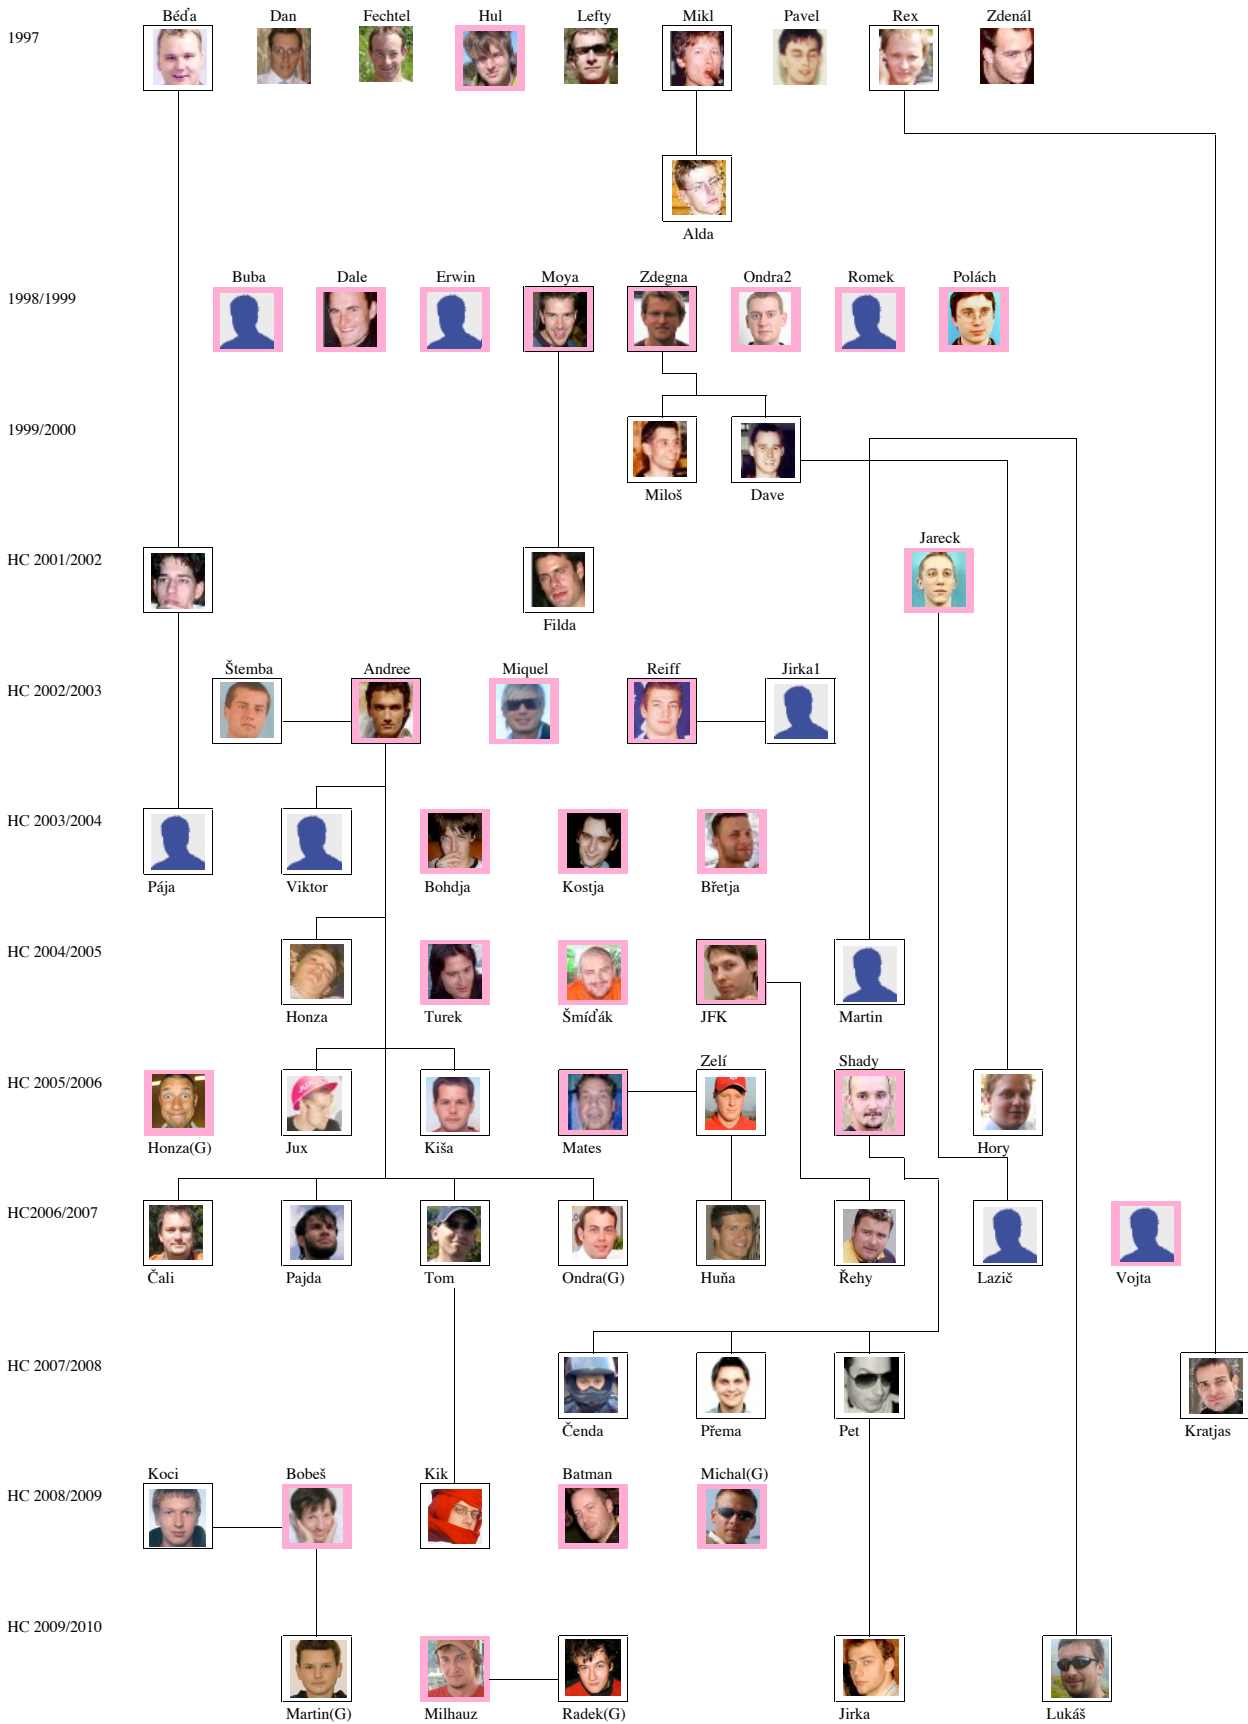 Béďa Dan Fechtel Hul Lefty Mikl Pavel Rex Zdenál
1997
Alda
Buba Dale Erwin Moya Zdegna Ondra2 Romek Polách
1998/1999
1999/2000
Miloš Dave
HC 2001/2002
Jareck
Filda
Štemba Andree Miquel Reiff Jirka1
HC 2002/2003
HC 2003/2004
Pája Viktor Bohdja Kostja Břetja
HC 2004/2005
Honza Turek Šmíďák JFK Martin
Zelí Shady
HC 2005/2006
Honza(G) Jux Kiša Mates Hory
HC2006/2007
Čali Pajda Tom Ondra(G) Huňa Řehy Lazič Vojta
HC 2007/2008
Čenda Přema Pet Kratjas
Koci Bobeš Kik Batman Michal(G)
HC 2008/2009
HC 2009/2010
Martin(G) Milhauz Radek(G) Jirka Lukáš